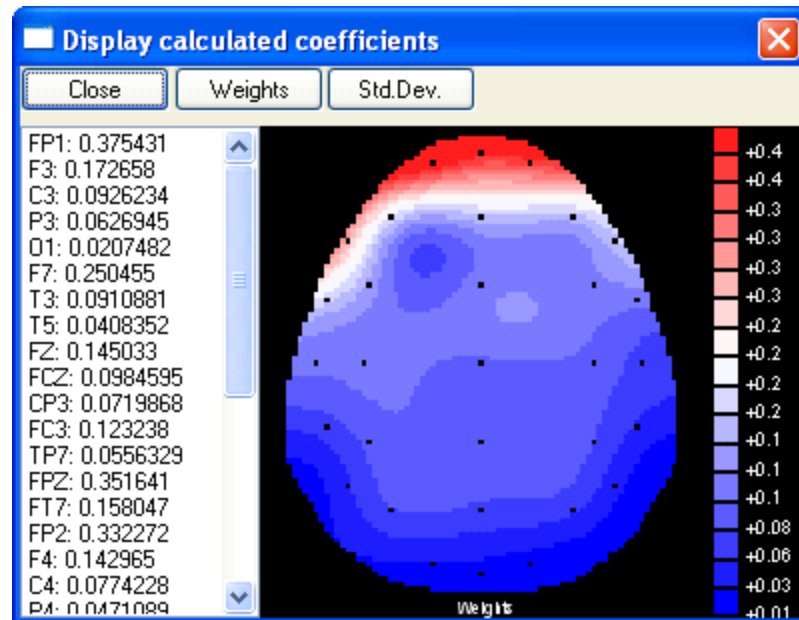 Display calculated coefficients
Close Weights Std.Dev.
FP1: 0.375431
F3: 0.172658
C3: 0.0926234
P3: 0.0626945
O1: 0.0207482
F7: 0.250455
T3: 0.0910881
T5: 0.0408352
FZ: 0.145033
FCZ: 0.0984595
CP3: 0.0719868
FC3: 0.123238
TP7: 0.0556329
FPZ: 0.351641
FT7: 0.158047
FP2: 0.332272
F4: 0.142965
C4: 0.0774228
P4: 0.0471089
+0.4
+0.4
+0.3
+0.3
+0.3
+0.3
+0.2
+0.2
+0.2
+0.2
+0.1
+0.1
+0.1
+0.08
+0.06
+0.03
+0.01
Weights